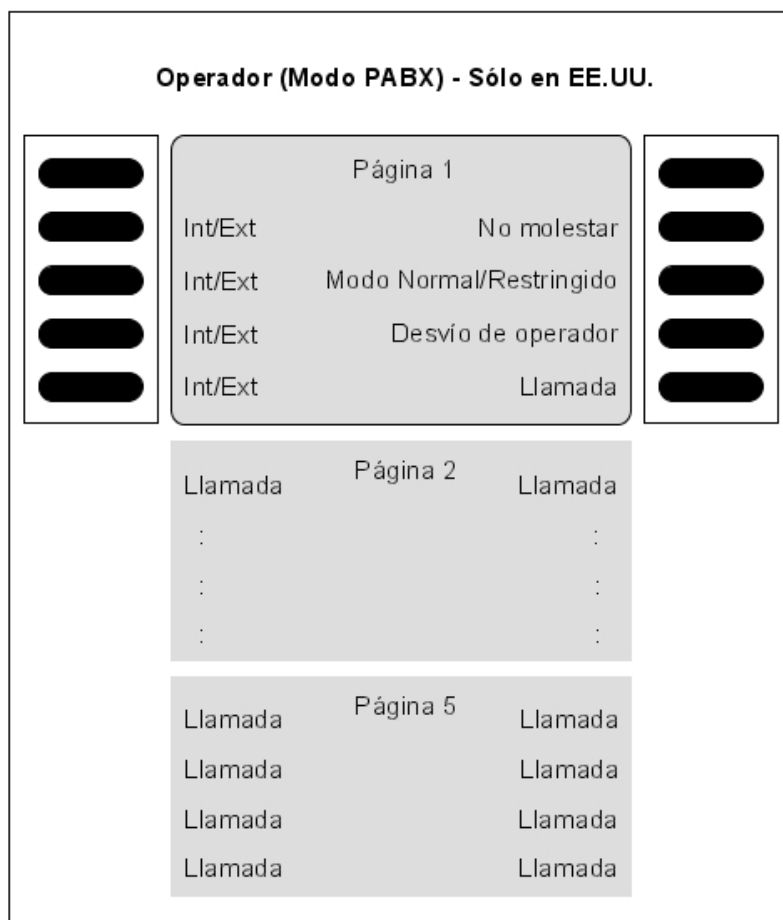 Operador (Modo PABX) - Sólo en EE.UU.
Página 1
Int/Ext No molestar
Int/Ext Modo Normal/Restringido
Int/Ext Desvío de operador
Int/Ext Llamada
Página 2
Llamada Llamada
: :
: :
: :
Página 5
Llamada Llamada
Llamada Llamada
Llamada Llamada
Llamada Llamada